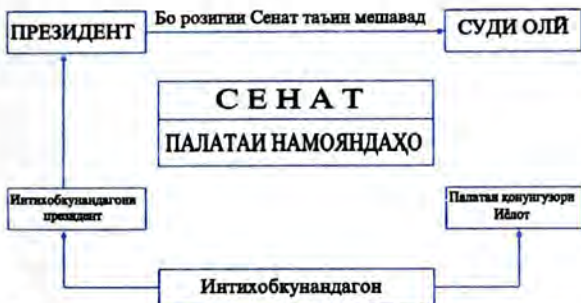 ПРЕЗИДЕНТ
Бо розигии Сенат таъин мешавад
СУДИ ОЛӢ
СЕНАТ
ПАЛАТАИ НАМОЯНДАҲО
Интихобкунандагони
президент
Палатаи қонунгузори
Иёлот
Интихобкунандагон